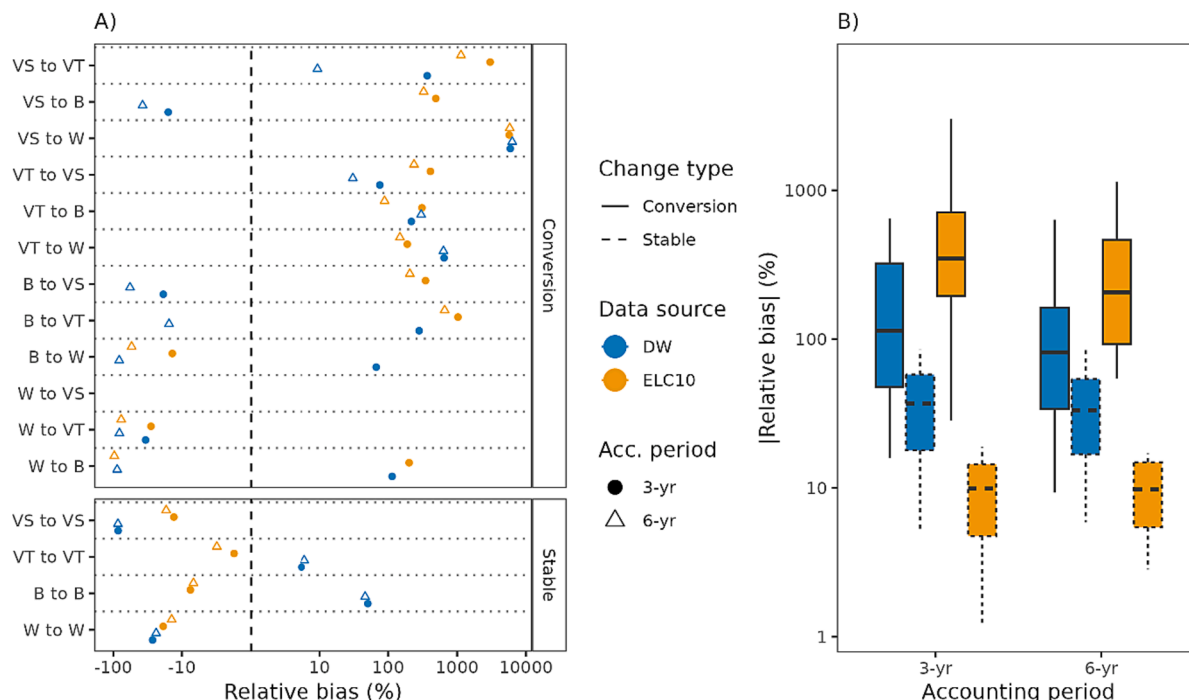 A)
VS to VT
VS to B
VS to W
VT to VS
VT to B
VT to W
B to VS
B to VT
B to W
W to VS
W to VT
W to B
Conversion
VS to VS
VT to VT
B to B
W to W
Stable
-100 -10 10 100 1000 10000
Relative bias (%)
Change type
Conversion
Stable
Data source
DW
ELC10
Acc. period
3-yr
6-yr
B)
|Relative bias| (%)
1000
100
10
1
3-yr 6-yr
Accounting period